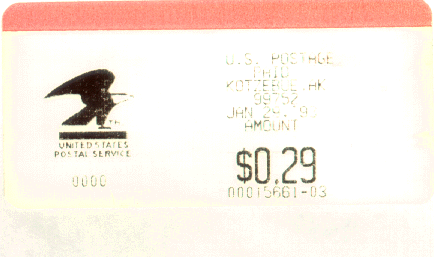 U.S. POSTAGE
PAID
KOTZEBUE, AK
99752
JAN
AMOUNT
UNITED STATES
POSTAL SERVICE
0000
$0.29
00015661-03